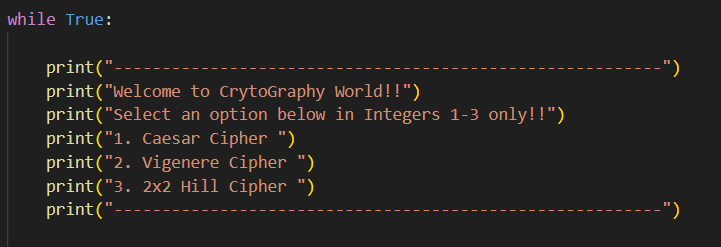 while True:
print("--------------------------------------------------------")
print("Welcome to CrytoGraphy World!!")
print("Select an option below in Integers 1-3 only!!")
print("1. Caesar Cipher ")
print("2. Vigenere Cipher ")
print("3. 2x2 Hill Cipher ")
print("--------------------------------------------------------")